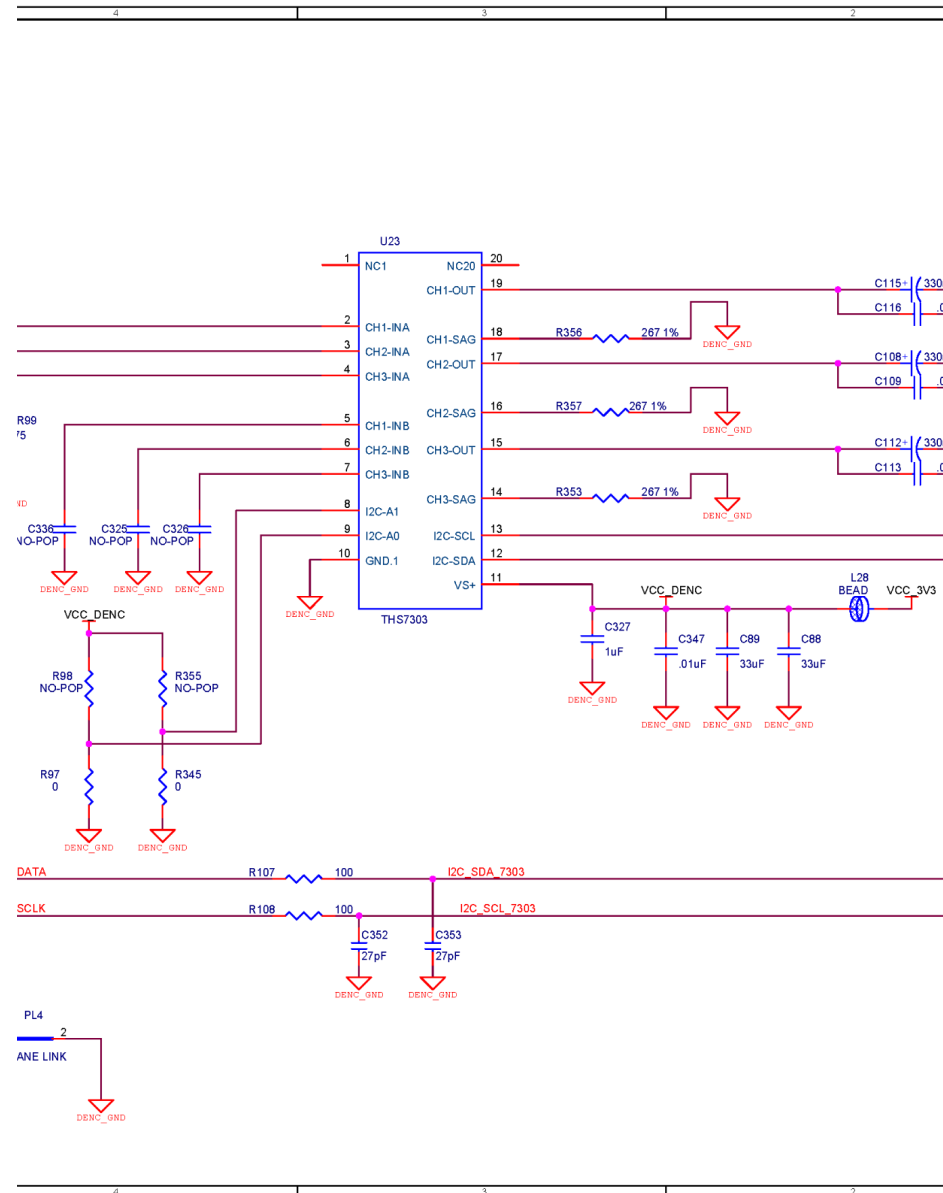 4 3 2
U23
1 NC1 NC20 20
CH1-OUT 19
C115+ 330
C116
2 CH1-INA
CH1-SAG 18 R356 267 1%
DENC_GND
3 CH2-INA
CH2-OUT 17
C108+ 330
C109
4 CH3-INA
CH2-SAG 16 R357 267 1%
DENC_GND
R99
75
5 CH1-INB
6 CH2-INB CH3-OUT 15
C112+ 330
C113
7 CH3-INB
CH3-SAG 14 R353 267 1%
DENC_GND
8 I2C-A1
I2C-SCL 13
9 I2C-A0
I2C-SDA 12
10 GND.1
VS+ 11
THS7303
DENC_GND
C336 C325 C326
NO-POP NO-POP NO-POP
DENC_GND DENC_GND DENC_GND
VCC_DENC L28
BEAD VCC_3V3
C327
1uF
C347
.01uF
C89
33uF
C88
33uF
DENC_GND DENC_GND DENC_GND DENC_GND
VCC_DENC
R98
NO-POP
R355
NO-POP
R97
0
R345
0
DENC_GND DENC_GND
DATA R107 100 I2C_SDA_7303
SCLK R108 100 I2C_SCL_7303
C352
27pF
C353
27pF
DENC_GND DENC_GND
PL4
2
ANE LINK
DENC_GND
4 3 2